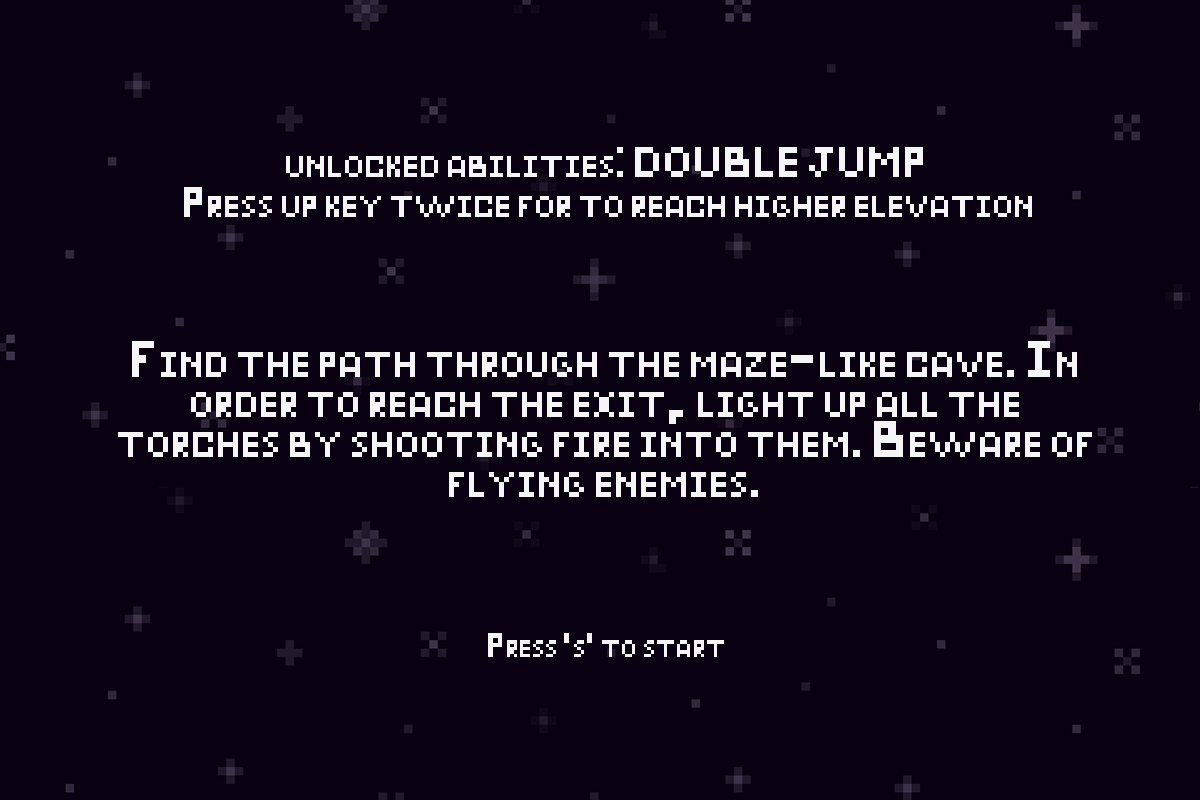 unlocked abilities: DOUBLE JUMP
Press up key twice for to reach higher elevation
Find the path through the maze-like cave. In
order to reach the exit, light up all the
torches by shooting fire into them. Beware of
flying enemies.
Press 's' to start